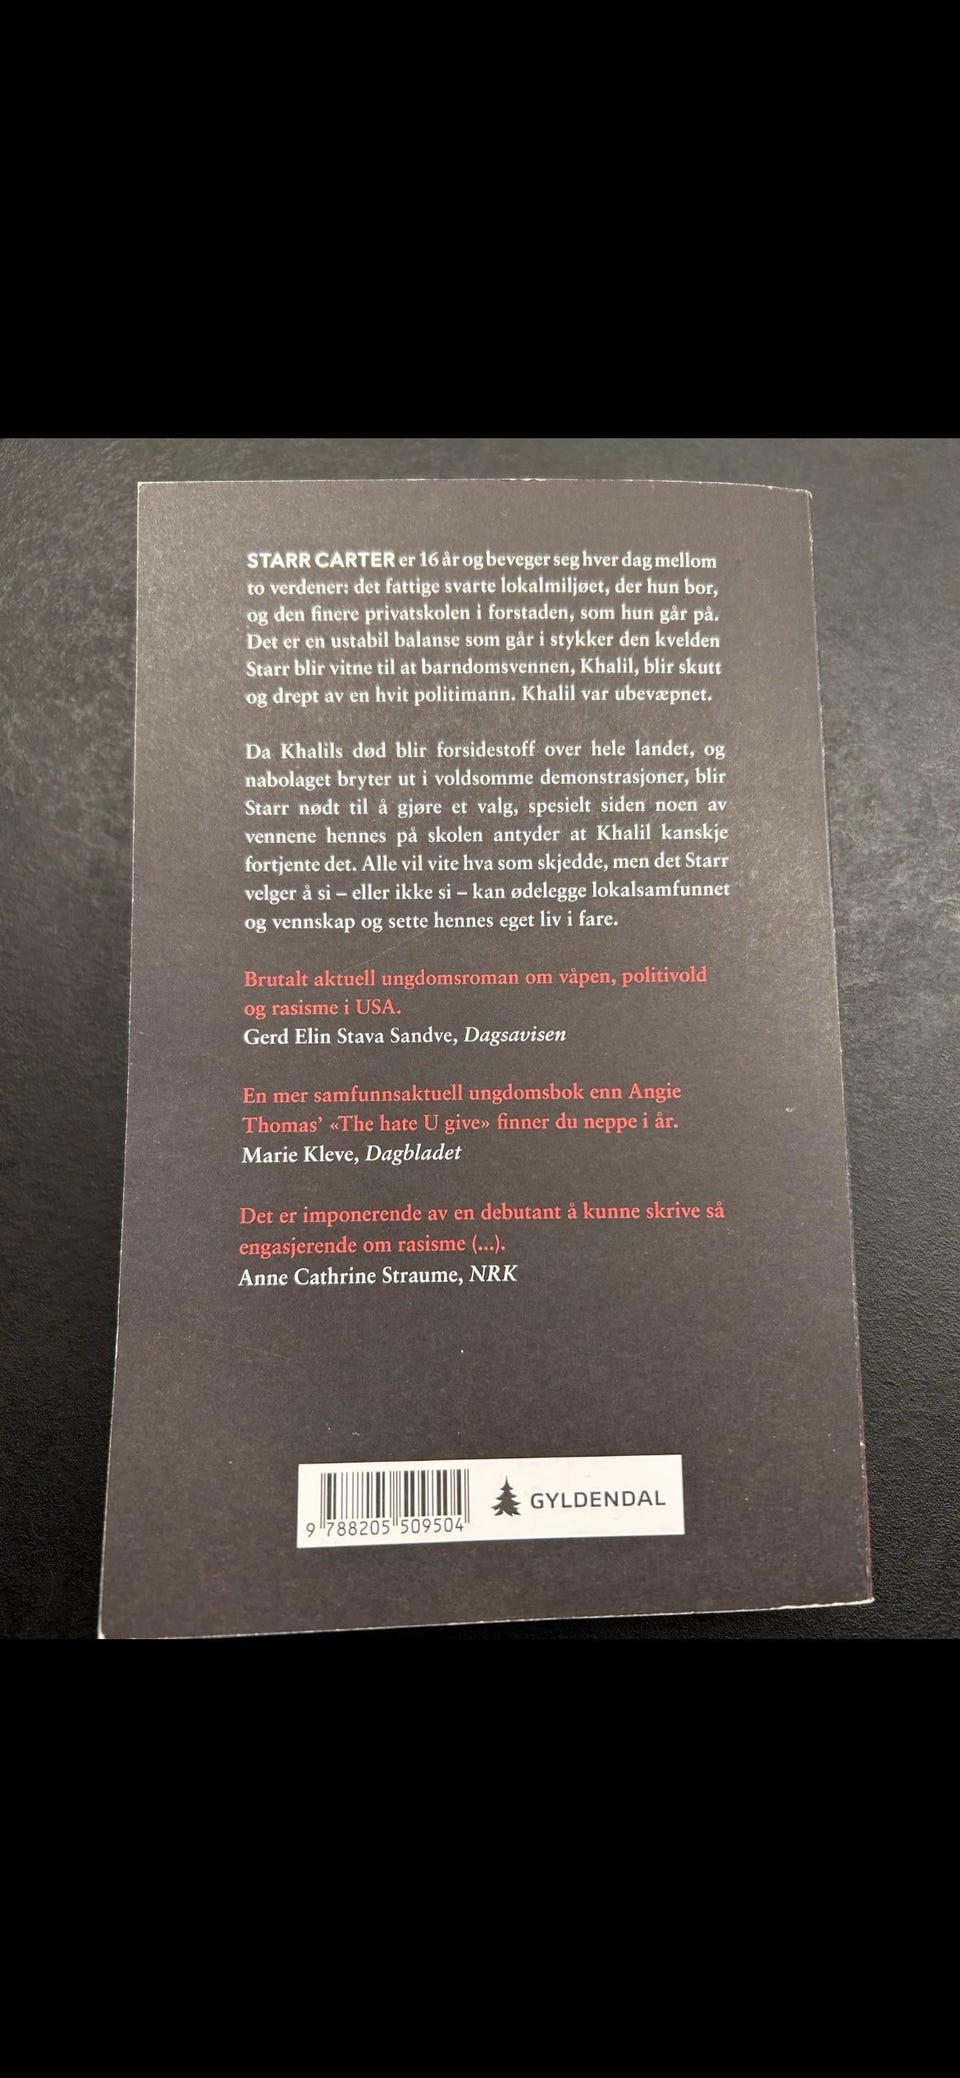 STARR CARTER er 16 år og beveger seg hver dag mellom
to verdener: det fattige svarte lokalmiljøet, der hun bor,
og den finere privatskolen i forstaden, som hun går på.
Det er en ustabil balanse som går i stykker den kvelden
Starr blir vitne til at barndomsvennen, Khalil, blir skutt
og drept av en hvit politimann. Khalil var ubevæpnet.
Da Khalils død blir forsidestoff over hele landet, og
nabolaget bryter ut i voldsomme demonstrasjoner, blir
Starr nødt til å gjøre et valg, spesielt siden noen av
vennene hennes på skolen antyder at Khalil kanskje
fortjente det. Alle vil vite hva som skjedde, men det Starr
velger å si – eller ikke si – kan ødelegge lokalsamfunnet
og vennskap og sette hennes eget liv i fare.
Brutalt aktuell ungdomsroman om våpen, politivold
og rasisme i USA.
Gerd Elin Stava Sandve, Dagsavisen
En mer samfunnsaktuell ungdomsbok enn Angie
Thomas' «The hate U give» finner du neppe i år.
Marie Kleve, Dagbladet
Det er imponerende av en debutant å kunne skrive så
engasjerende om rasisme (...).
Anne Cathrine Straume, NRK
9 788205 509504
GYLDENDAL